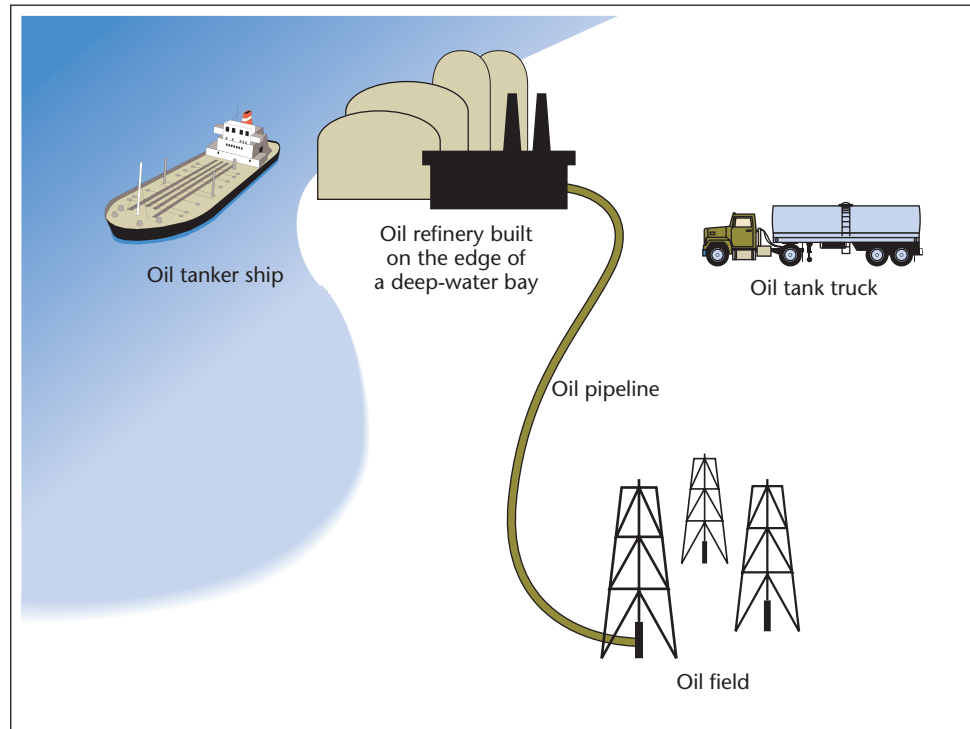 Oil tanker ship
Oil refinery built
on the edge of
a deep-water bay
Oil tank truck
Oil pipeline
Oil field